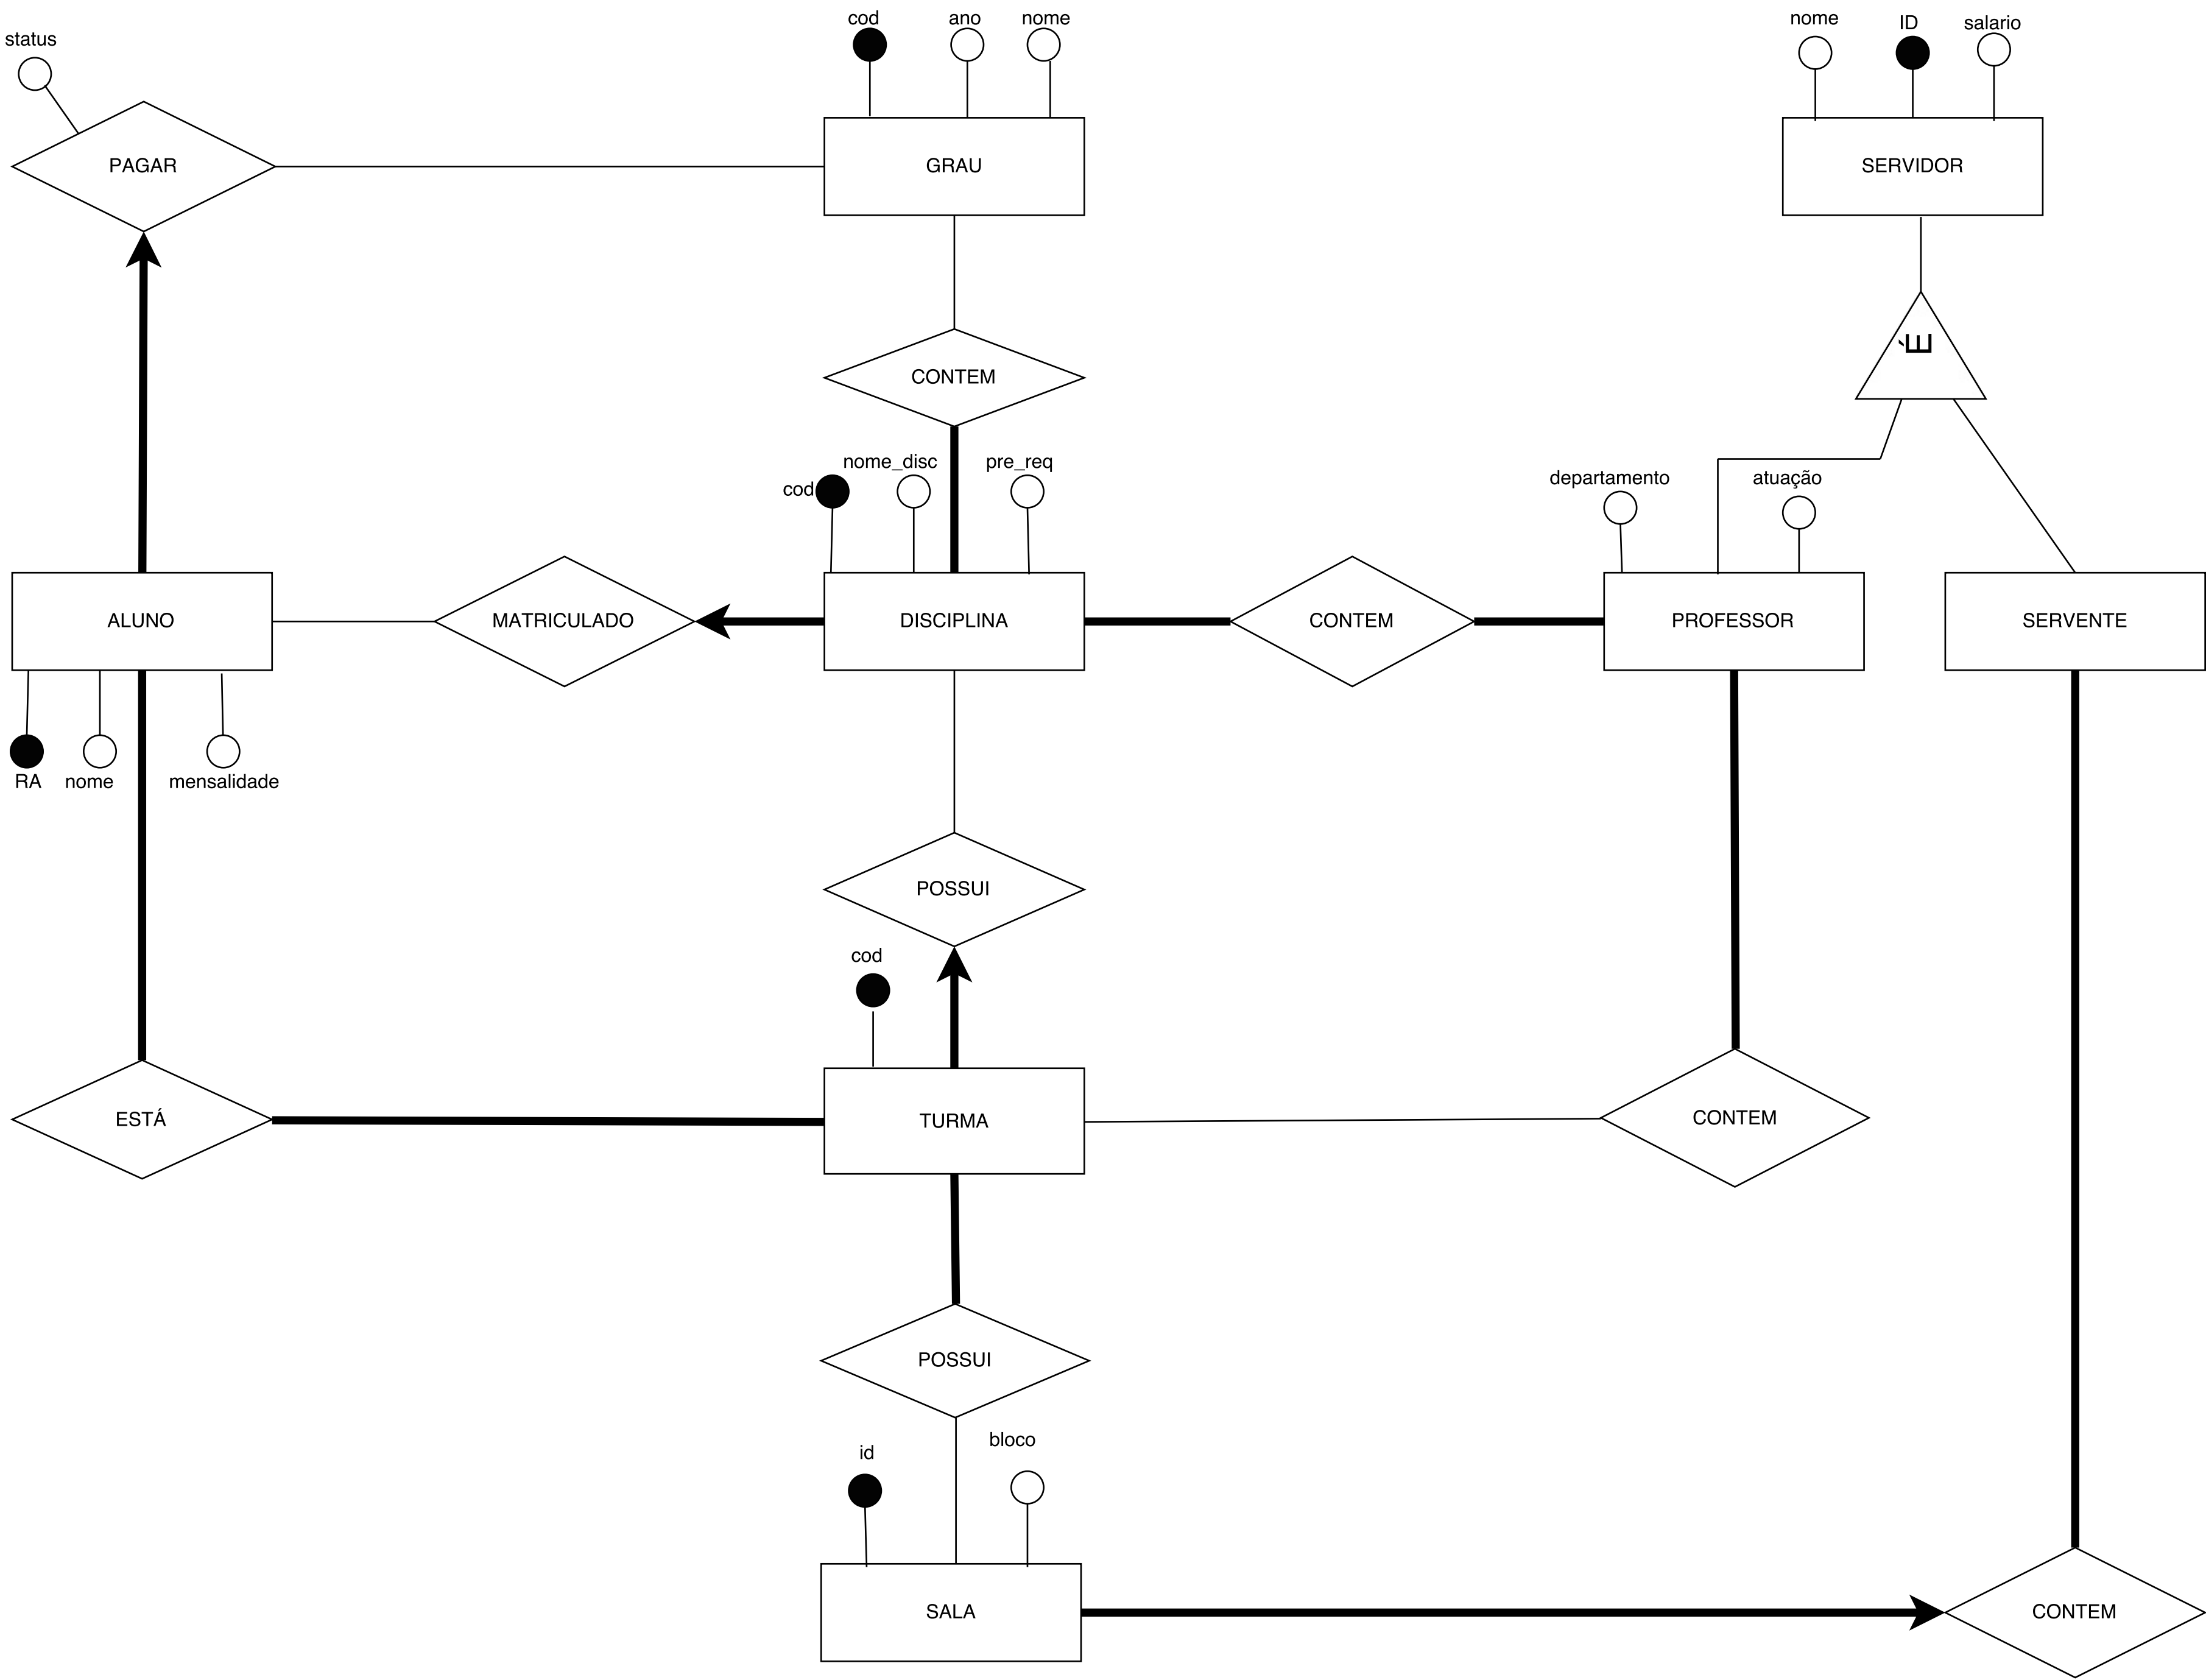 cod
ano
nome
nome
ID
salario
status
PAGAR
GRAU
SERVIDOR
É
CONTEM
nome_disc
pre_req
cod
departamento
atuação
ALUNO
MATRICULADO
DISCIPLINA
CONTEM
PROFESSOR
SERVENTE
RA
nome
mensalidade
POSSUI
cod
ESTÁ
TURMA
CONTEM
POSSUI
id
bloco
SALA
CONTEM